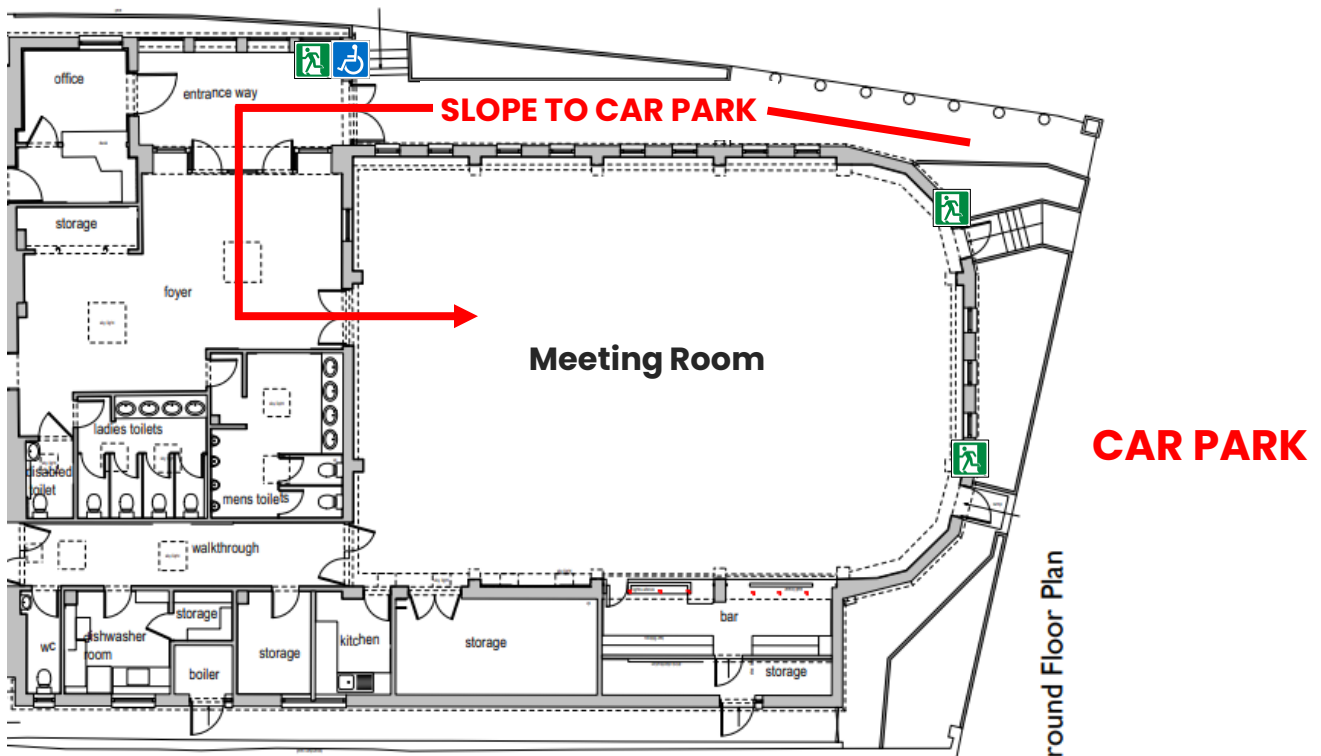 office
entrance way
SLOPE TO CAR PARK
storage
foyer
Meeting Room
CAR PARK
ladies toilets
disabled
toilet
mens toilets
walkthrough
storage
bar
wc
dishwasher
room
kitchen
storage
storage
boiler
storage
round Floor Plan